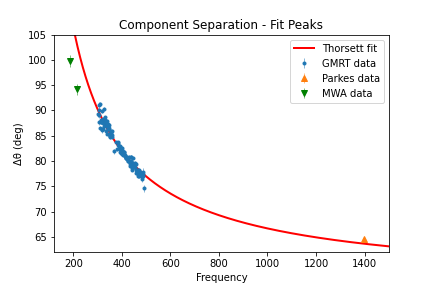 Component Separation - Fit Peaks
Δθ (deg)
105
100
95
90
85
80
75
70
65
Thorsett fit
GMRT data
Parkes data
MWA data
200 400 600 800 1000 1200 1400
Frequency